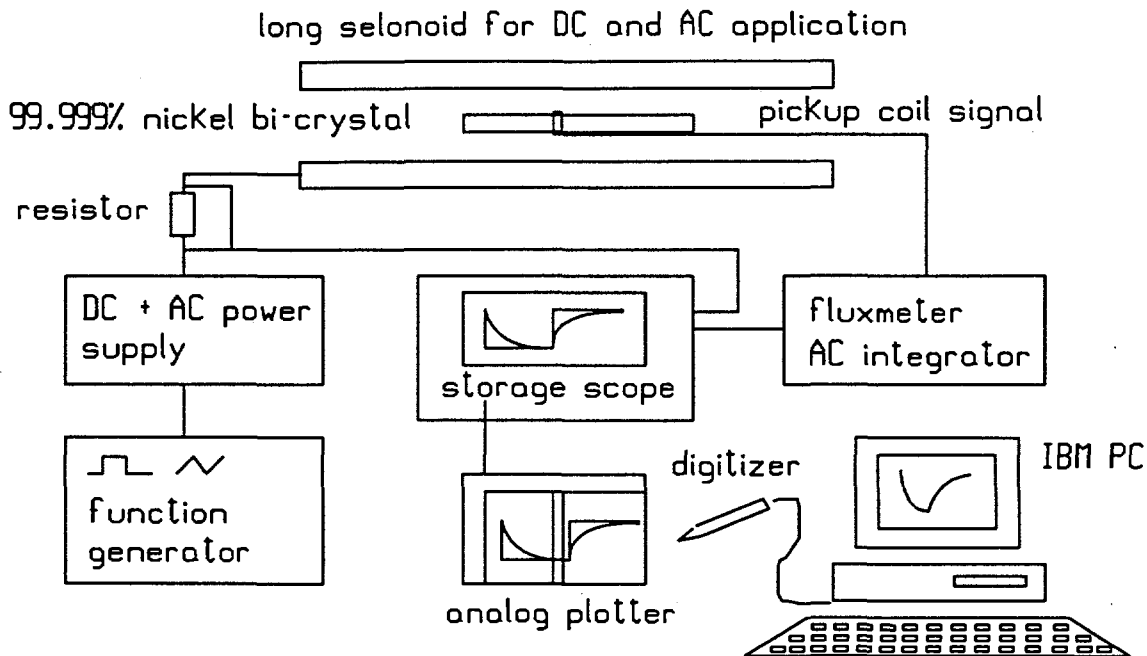 long selonoid for DC and AC application
99.999% nickel bi-crystal
pickup coil signal
resistor
DC + AC power
supply
fluxmeter
AC integrator
storage scope
function
generator
digitizer
IBM PC
analog plotter